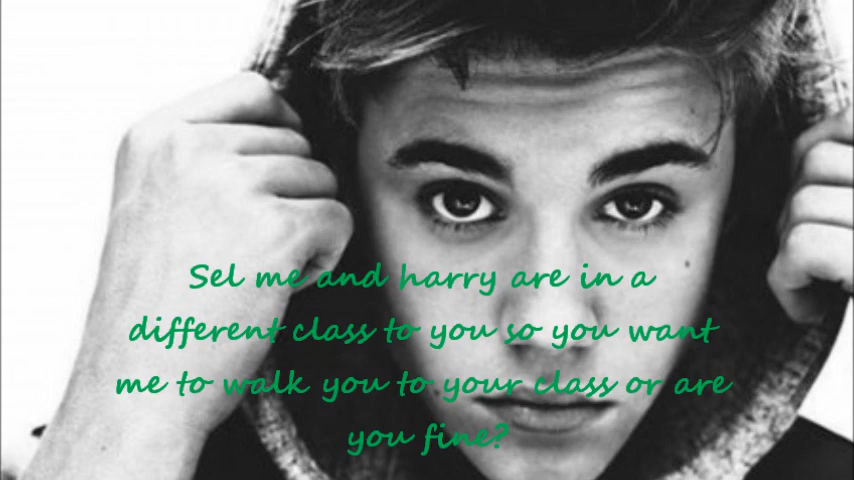 Sel me and harry are in a
different class to you so you want
me to walk you to your class or are
you fine?